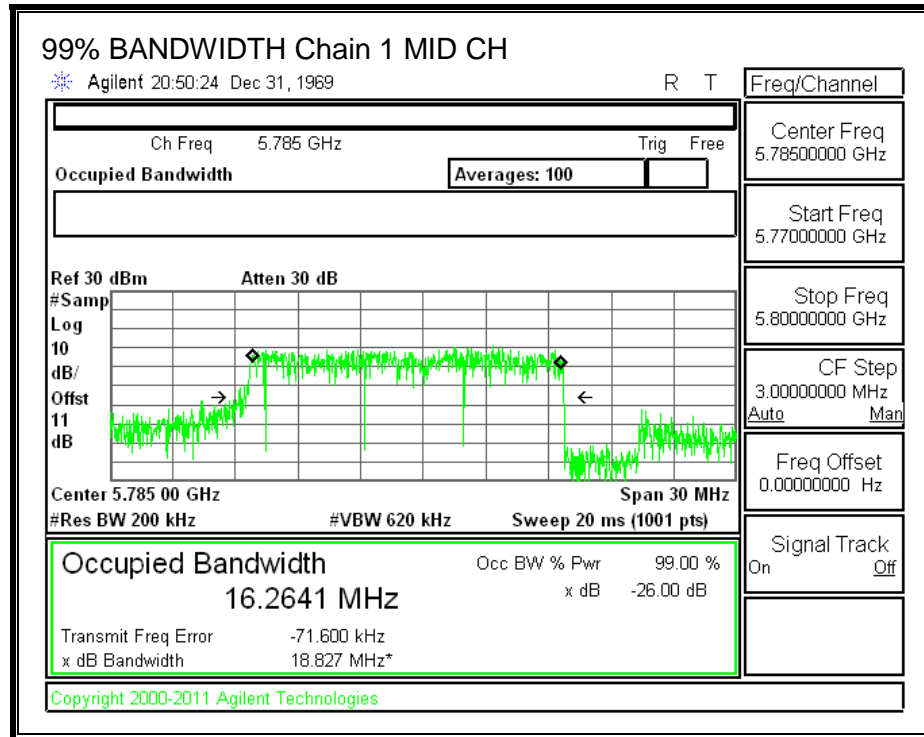 99% BANDWIDTH Chain 1 MID CH
Agilent 20:50:24 Dec 31, 1969 R T
Freq/Channel
Ch Freq 5.785 GHz Trig Free
Occupied Bandwidth Averages: 100
Center Freq
5.78500000 GHz
Start Freq
5.77000000 GHz
Stop Freq
5.80000000 GHz
CF Step
3.00000000 MHz
Auto Man
Freq Offset
0.00000000 Hz
Signal Track
On Off
Ref 30 dBm Atten 30 dB
#Samp
Log
10
dB/
Offst
11
dB
Center 5.785 00 GHz Span 30 MHz
#Res BW 200 kHz #VBW 620 kHz Sweep 20 ms (1001 pts)
Occupied Bandwidth Occ BW % Pwr 99.00 %
16.2641 MHz x dB -26.00 dB
Transmit Freq Error -71.600 kHz
x dB Bandwidth 18.827 MHz*
Copyright 2000-2011 Agilent Technologies